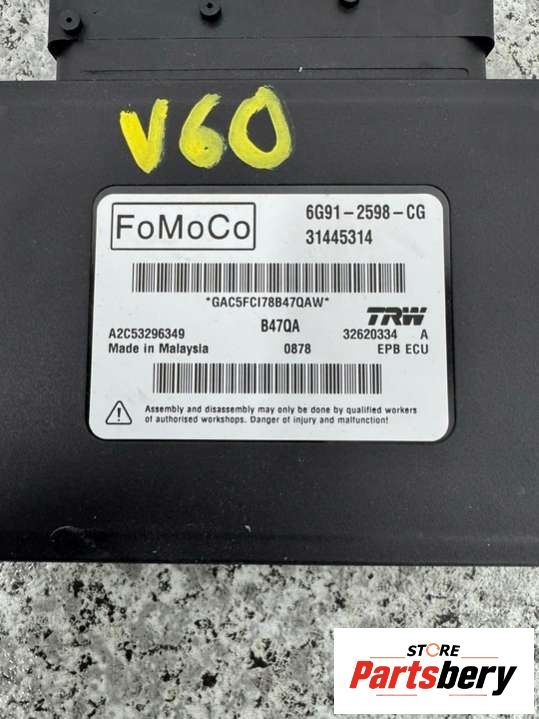 V60
FoMoCo
6G91-2598-CG
31445314
*GAC5FCI78B47QAW*
A2C53296349
B47QA
TRW
32620334 A
Made in Malaysia
0878
EPB ECU
Assembly and disassembly may only be done by qualified workers
of authorised workshops. Danger of injury and malfunction!
STORE
Partsbery